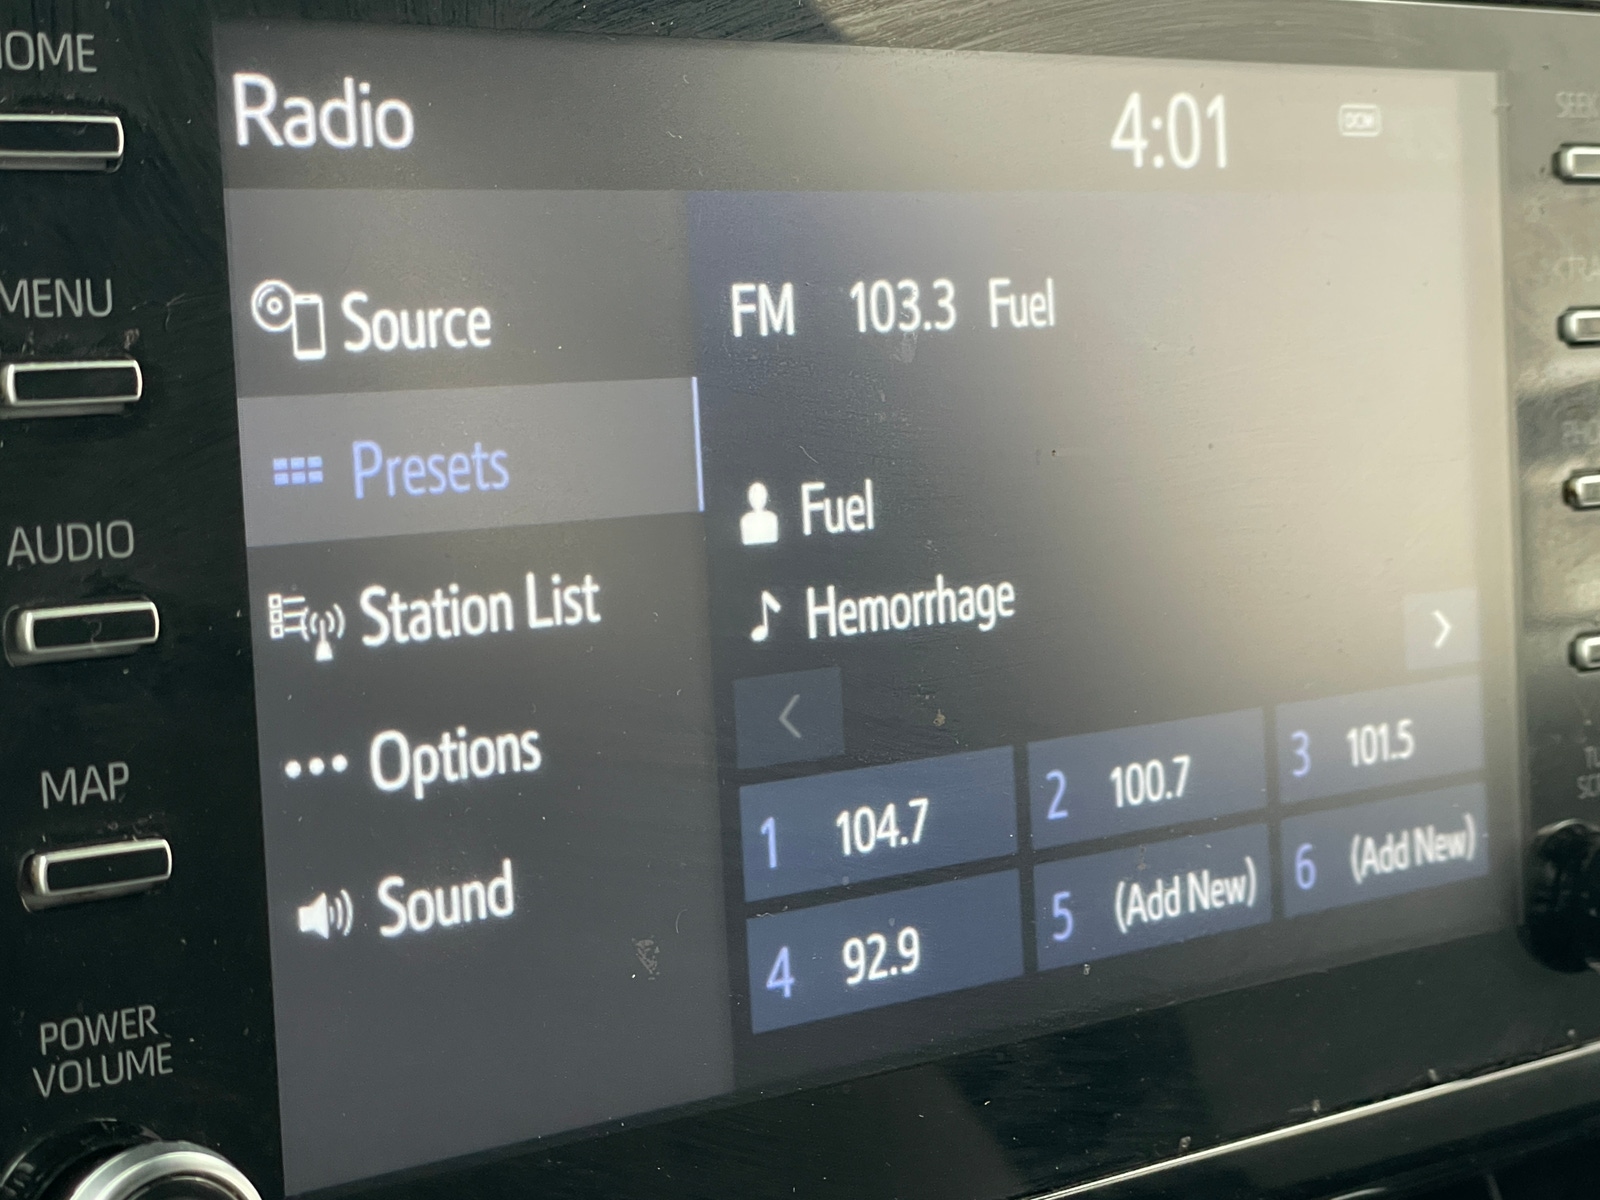 HOME
Radio
4:01
DCM
SEEK
MENU
Source
FM 103.3 Fuel
Presets
Fuel
AUDIO
Station List
Hemorrhage
MAP
Options
1 104.7
2 100.7
3 101.5
Sound
4 92.9
5 (Add New)
6 (Add New)
POWER
VOLUME